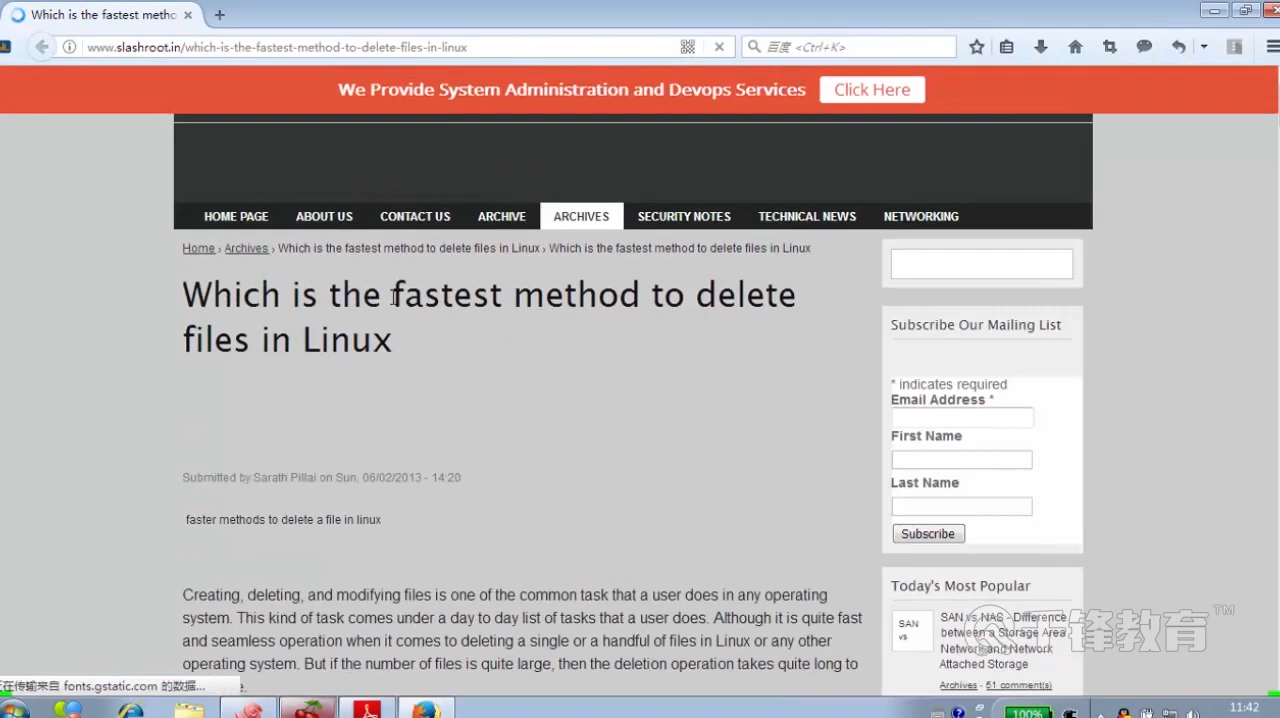 Which is the fastest metho
www.slashroot.in/which-is-the-fastest-method-to-delete-files-in-linux
百度 <Ctrl+K>
We Provide System Administration and Devops Services
Click Here
HOME PAGE ABOUT US CONTACT US ARCHIVE ARCHIVES SECURITY NOTES TECHNICAL NEWS NETWORKING
Home › Archives › Which is the fastest method to delete files in Linux › Which is the fastest method to delete files in Linux
Which is the fastest method to delete
files in Linux
Submitted by Sarath Pillai on Sun, 06/02/2013 - 14:20
faster methods to delete a file in linux
Creating, deleting, and modifying files is one of the common task that a user does in any operating
system. This kind of task comes under a day to day list of tasks that a user does. Although it is quite fast
and seamless operation when it comes to deleting a single or a handful of files in Linux or any other
operating system. But if the number of files is quite large, then the deletion operation takes quite long to
e.
Subscribe Our Mailing List
* indicates required
Email Address *
First Name
Last Name
Subscribe
Today's Most Popular
SAN
vs
SAN vs NAS - Difference
between a Storage Area
Network and Network
Attached Storage
Archives - 51 comment(s)
千锋教育™
正在传输来自 fonts.gstatic.com 的数据...
100%
11:42